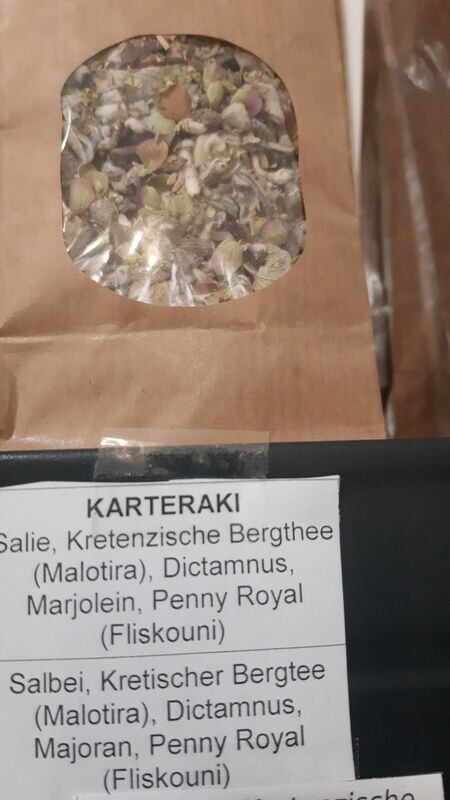 KARTERAKI
Salie, Kretenzische Bergthee
(Malotira), Dictamnus,
Marjolein, Penny Royal
(Fliskouni)
Salbei, Kretischer Bergtee
(Malotira), Dictamnus,
Majoran, Penny Royal
(Fliskouni)